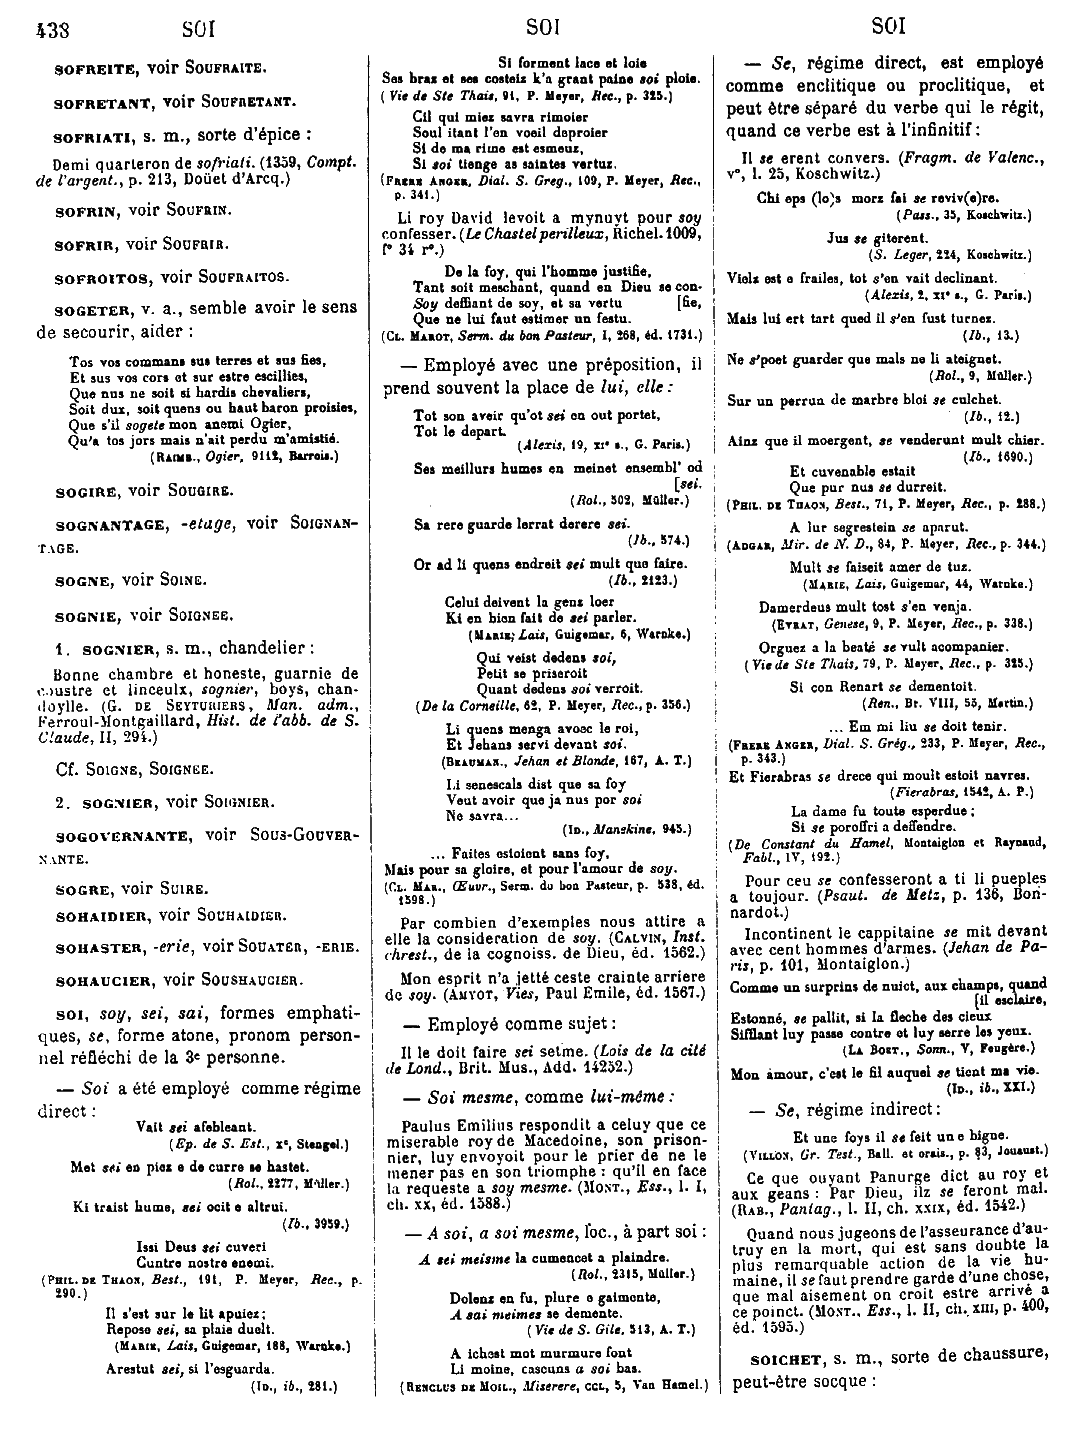 438 SOI SOI SOI
SOFREITE, voir SOUFRAITE.
SOFRETANT, voir SOUFRETANT.
SOFRIATI, s. m., sorte d'épice :
Demi quarteron de sofriati. (1359, Compt.
de l'argent., p. 213, Doüet d'Arcq.)
SOFRIN, voir SOUFRIN.
SOFRIR, voir SOUFRIR.
SOFROITOS, voir SOUFRAITOS.
SOGETER, v. a., semble avoir le sens
de secourir, aider :
Tos vos commans sus terres et sus fies,
Et sus vos cors et sur estre escillies,
Que nus ne soit si hardis chevaliers,
Soit dux, soit quens ou haut baron proisies,
Que s'il sogete mon anemi Ogier,
Qu'a tos jors mais n'ait perdu m'amistié.
(RAIMB., Ogier, 9112, Barrois.)
SOGIRE, voir SOUGIRE.
SOGNANTAGE, -etage, voir SOIGNAN-
TAGE.
SOGNE, voir SOINE.
SOGNIE, voir SOIGNEE.
1. SOGNIER, s. m., chandelier :
Bonne chambre et honeste, guarnie de
coustre et linceulx, sognier, boys, chan-
doylle. (G. DE SEYTURIERS, Man. adm.,
Ferroul-Montgaillard, Hist. de l'abb. de S.
Claude, II, 294.)
Cf. SOIGNE, SOIGNEE.
2. SOGNIER, voir SOIGNIER.
SOGOVERNANTE, voir SOUS-GOUVER-
NANTE.
SOGRE, voir SUIRE.
SOHAIDIER, voir SOUHAIDIER.
SOHASTER, -erie, voir SOUATER, -ERIE.
SOHAUCIER, voir SOUSHAUCIER.
SOI, soy, sei, sai, formes emphati-
ques, se, forme atone, pronom person-
nel réfléchi de la 3e personne.
— Soi a été employé comme régime
direct :
Vait sei afebleant.
(Ep. de S. Est., Xe, Stengel.)
Met sei en piez e de curre se hastet.
(Rol., 2277, Müller.)
Ki traist hume, sei ocit e altrui.
(Ib., 3959.)
Issi Deus sei cuveri
Cuntre nostre enemi.
(PHIL. DE THAON, Best., 191, P. Meyer, Rec., p.
290.)
Il s'est sur le lit apuiez;
Repose sei, sa plaie duelt.
(MARIE, Lais, Guigemar, 188, Warnke.)
Arestut sei, si l'esguarda.
(ID., ib., 281.)
Si forment lace et loie
Ses braz et ses costeiz k'a grant paine soi ploie.
(Vie de Ste Thais, 91, P. Meyer, Rec., p. 325.)
Cil qui miez savra rimoier
Soul itant l'en voeil deproier
Si de ma rime est esmeuz,
Si soi tienge as saintes vertuz.
(FRERE ANGER, Dial. S. Greg., 109, P. Meyer, Rec.,
p. 341.)
Li roy David levoit a mynuyt pour soy
confesser. (Le Chastel perilleux, Richel. 1009,
f° 34 r°.)
De la foy, qui l'homme justifie,
Tant soit meschant, quand en Dieu se con-
Soy deffiant de soy, et sa vertu [fie,
Que ne lui faut estimer un festu.
(CL. MAROT, Serm. du bon Pasteur, I, 268, éd. 1731.)
— Employé avec une préposition, il
prend souvent la place de lui, elle :
Tot son aveir qu'ot sei en out portet,
Tot le depart.
(Alexis, 19, XIe s., G. Paris.)
Ses meillurs humes en meinet ensembl' od
[sei.
(Rol., 502, Müller.)
Sa rere guarde lerrat derere sei.
(Ib., 574.)
Or ad li quens endreit sei mult que faire.
(Ib., 2123.)
Celui deivent la genz loer
Ki en bien fait de sei parler.
(MARIE, Lais, Guigemar, 6, Warnke.)
Qui veist dedens soi,
Petit se priseroit
Quant dedens soi verroit.
(De la Corneille, 62, P. Meyer, Rec., p. 356.)
Li quens menga avoec le roi,
Et Jehans servi devant soi.
(BEAUMAN., Jehan et Blonde, 167, A. T.)
Li senescals dist que sa foy
Veut avoir que ja nus por soi
Ne savra...
(ID., Manekine, 945.)
... Faites estoient sans foy,
Mais pour sa gloire, et pour l'amour de soy.
(CL. MAR., Œuvr., Serm. du bon Pasteur, p. 538, éd.
1598.)
Par combien d'exemples nous attire a
elle la consideration de soy. (CALVIN, Inst.
chrest., de la cognoiss. de Dieu, éd. 1562.)
Mon esprit n'a jetté ceste crainte arriere
de soy. (AMYOT, Vies, Paul Emile, éd. 1567.)
— Employé comme sujet :
Il le doit faire sei setme. (Lois de la cité
de Lond., Brit. Mus., Add. 14252.)
— Soi mesme, comme lui-même :
Paulus Emilius respondit a celuy que ce
miserable roy de Macedoine, son prison-
nier, luy envoyoit pour le prier de ne le
mener pas en son triomphe : qu'il en face
la requeste a soy mesme. (MONT., Ess., l. I,
ch. XX, éd. 1588.)
— A soi, a soi mesme, loc., à part soi :
A sei meisme la cumencet a plaindre.
(Rol., 2315, Müller.)
Dolenz en fu, plure e gaimente,
A sai meimes se demente.
(Vie de S. Gile, 513, A. T.)
A ichest mot murmure font
Li moine, cascuns a soi bas.
(RENCLUS DE MOIL., Miserere, CCL, 5, Van Hamel.)
— Se, régime direct, est employé
comme enclitique ou proclitique, et
peut être séparé du verbe qui le régit,
quand ce verbe est à l'infinitif :
Il se erent convers. (Fragm. de Valenc.,
v°, l. 25, Koschwitz.)
Chi eps (lo)s morz fai se reviv(e)re.
(Pass., 35, Koschwitz.)
Jus se giterent.
(S. Leger, 224, Koschwitz.)
Vielz est e frailes, tot s'en vait declinant.
(Alexis, 2, XIe s., G. Paris.)
Mais lui ert tart qued il s'en fust turnez.
(Ib., 13.)
Ne s'poet guarder que mals ne li ateignet.
(Rol., 9, Müller.)
Sur un perrun de marbre bloi se culchet.
(Ib., 12.)
Ainz que il moergent, se venderunt mult chier.
(Ib. 1690.)
Et cuvenable estait
Que pur nus se durreit.
(PHIL. DE THAON, Best., 71, P. Meyer, Rec., p. 288.)
A lur segrestein se aparut.
(ADGAR, Mir. de N. D., 84, P. Meyer, Rec., p. 344.)
Mult se faiseit amer de tuz.
(MARIE, Lais, Guigemar, 44, Warnke.)
Damerdeus mult tost s'en venja.
(EVRAT, Genese, 9, P. Meyer, Rec., p. 338.)
Orguez a la beaté se vult acompanier.
(Vie de Ste Thais, 79, P. Meyer, Rec., p. 325.)
Si con Renart se dementoit.
(Ren., Br. VIII, 55, Martin.)
... Em mi liu se doit tenir.
(FRERE ANGER, Dial. S. Grég., 233, P. Meyer, Rec.,
p. 343.)
Et Fierabras se drece qui moult estoit navres.
(Fierabras, 1542, A. P.)
La dame fu toute esperdue ;
Si se poroffri a deffendre.
(De Constant du Hamel, Montaiglon et Raynaud,
Fabl., IV, 192.)
Pour ceu se confesseront a ti li pueples
a toujour. (Psaut. de Metz, p. 136, Bon-
nardot.)
Incontinent le cappitaine se mit devant
avec cent hommes d'armes. (Jehan de Pa-
ris, p. 101, Montaiglon.)
Comme un surprins de nuict, aux champs, quand
[il esclaire,
Estonné, se pallit, si la fleche des cieux
Sifflant luy passe contre et luy serre les yeux.
(LA BOET., Sonn., V, Feugère.)
Mon amour, c'est le fil auquel se tient ma vie.
(ID., ib., XXI.)
— Se, régime indirect :
Et une foys il se feit une bigne.
(VILLON, Gr. Test., Ball. et orais., p. 83, Jouaust.)
Ce que ouyant Panurge dict au roy et
aux geans : Par Dieu, ilz se feront mal.
(RAB., Pantag., l. II, ch. XXIX, éd. 1542.)
Quand nous jugeons de l'asseurance d'au-
truy en la mort, qui est sans doubte la
plus remarquable action de la vie hu-
maine, il se faut prendre garde d'une chose,
que mal aisement on croit estre arrivé a
ce poinct. (MONT., Ess., l. II, ch. XIII, p. 400,
éd. 1595.)
SOICHET, s. m., sorte de chaussure,
peut-être socque :